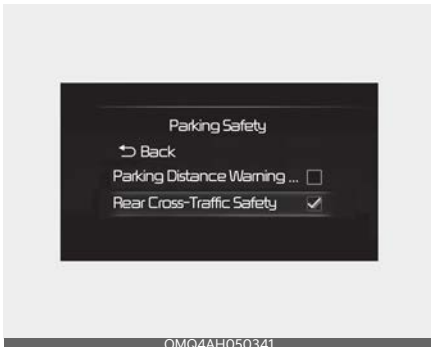 Parking Safety
Back
Parking Distance Warning ...
Rear Cross-Traffic Safety
OMQ4AH050341